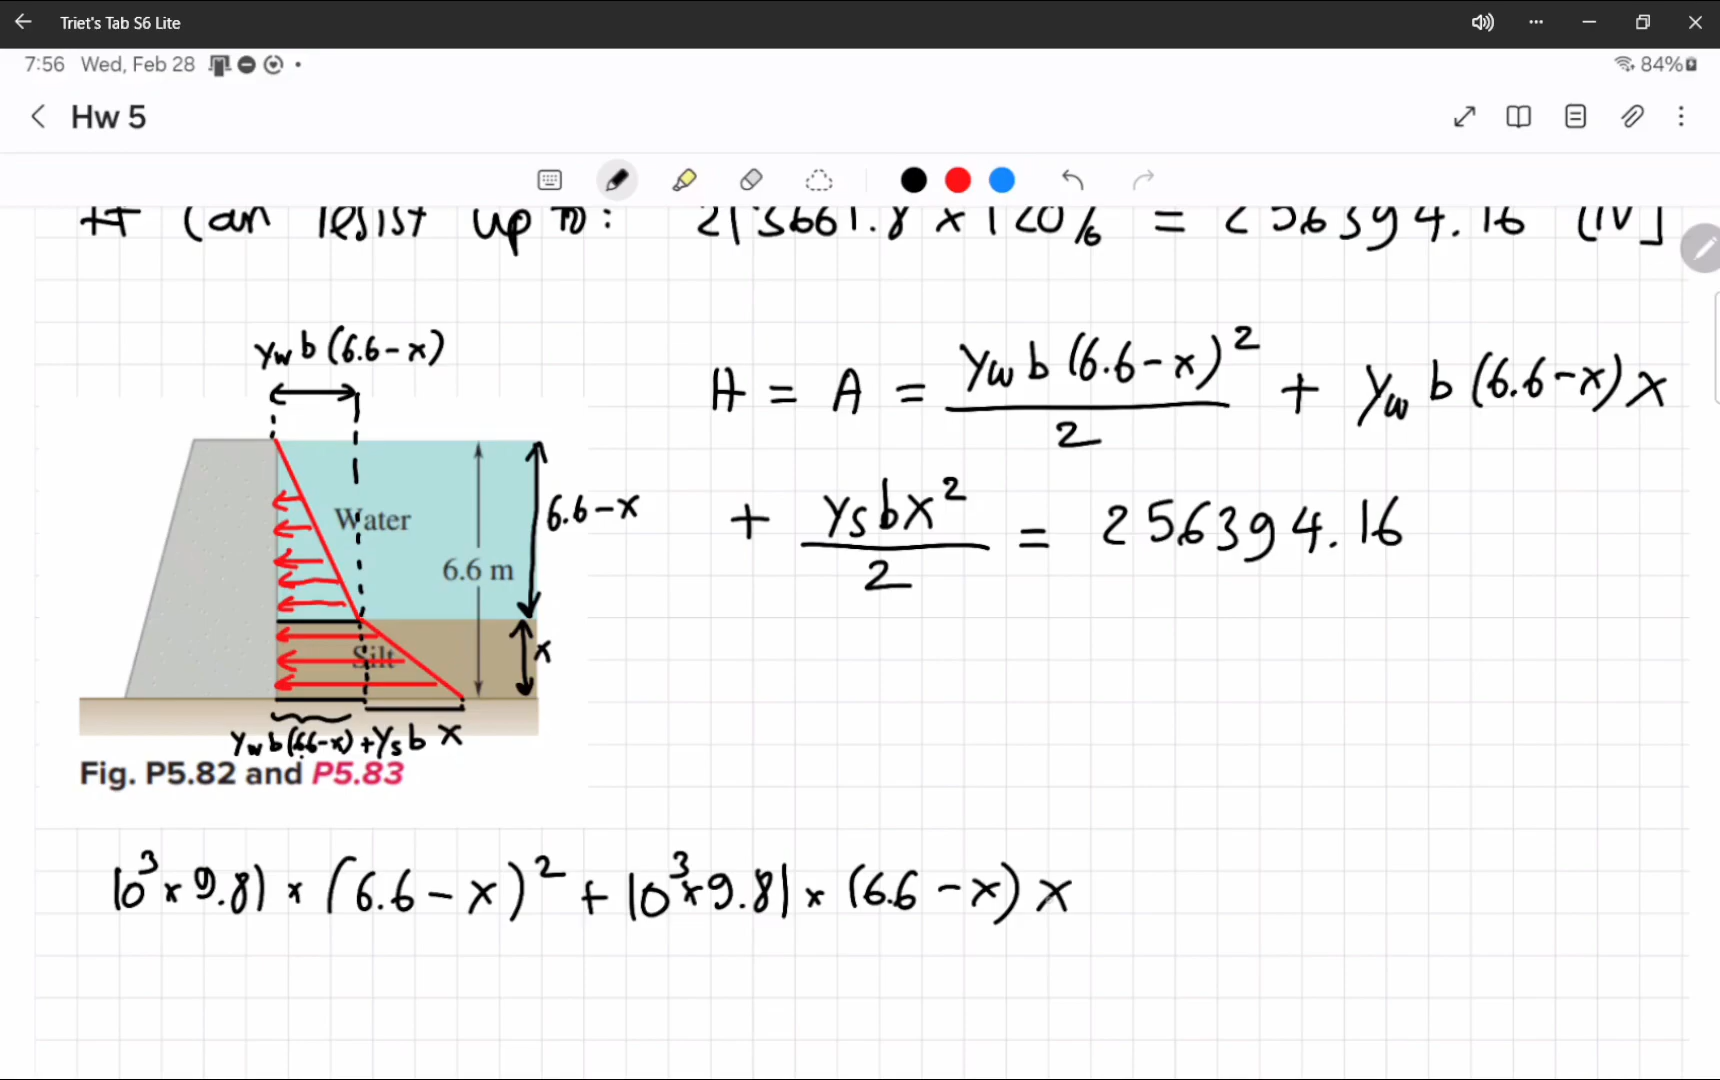 Triet's Tab S6 Lite
7:56 Wed, Feb 28
84%
Hw 5
It can resist up to: 213661.8 x 120% = 256394.16 [N]
γw b (6.6-x)
H = A = γw b (6.6-x)² / 2 + γw b (6.6-x) x
+ γs b x² / 2 = 256394.16
Water
6.6-x
6.6 m
Silt
x
γw b (6.6-x) + γs b x
Fig. P5.82 and P5.83
10³ x 9.81 x (6.6-x)² + 10³ x 9.81 x (6.6-x) x